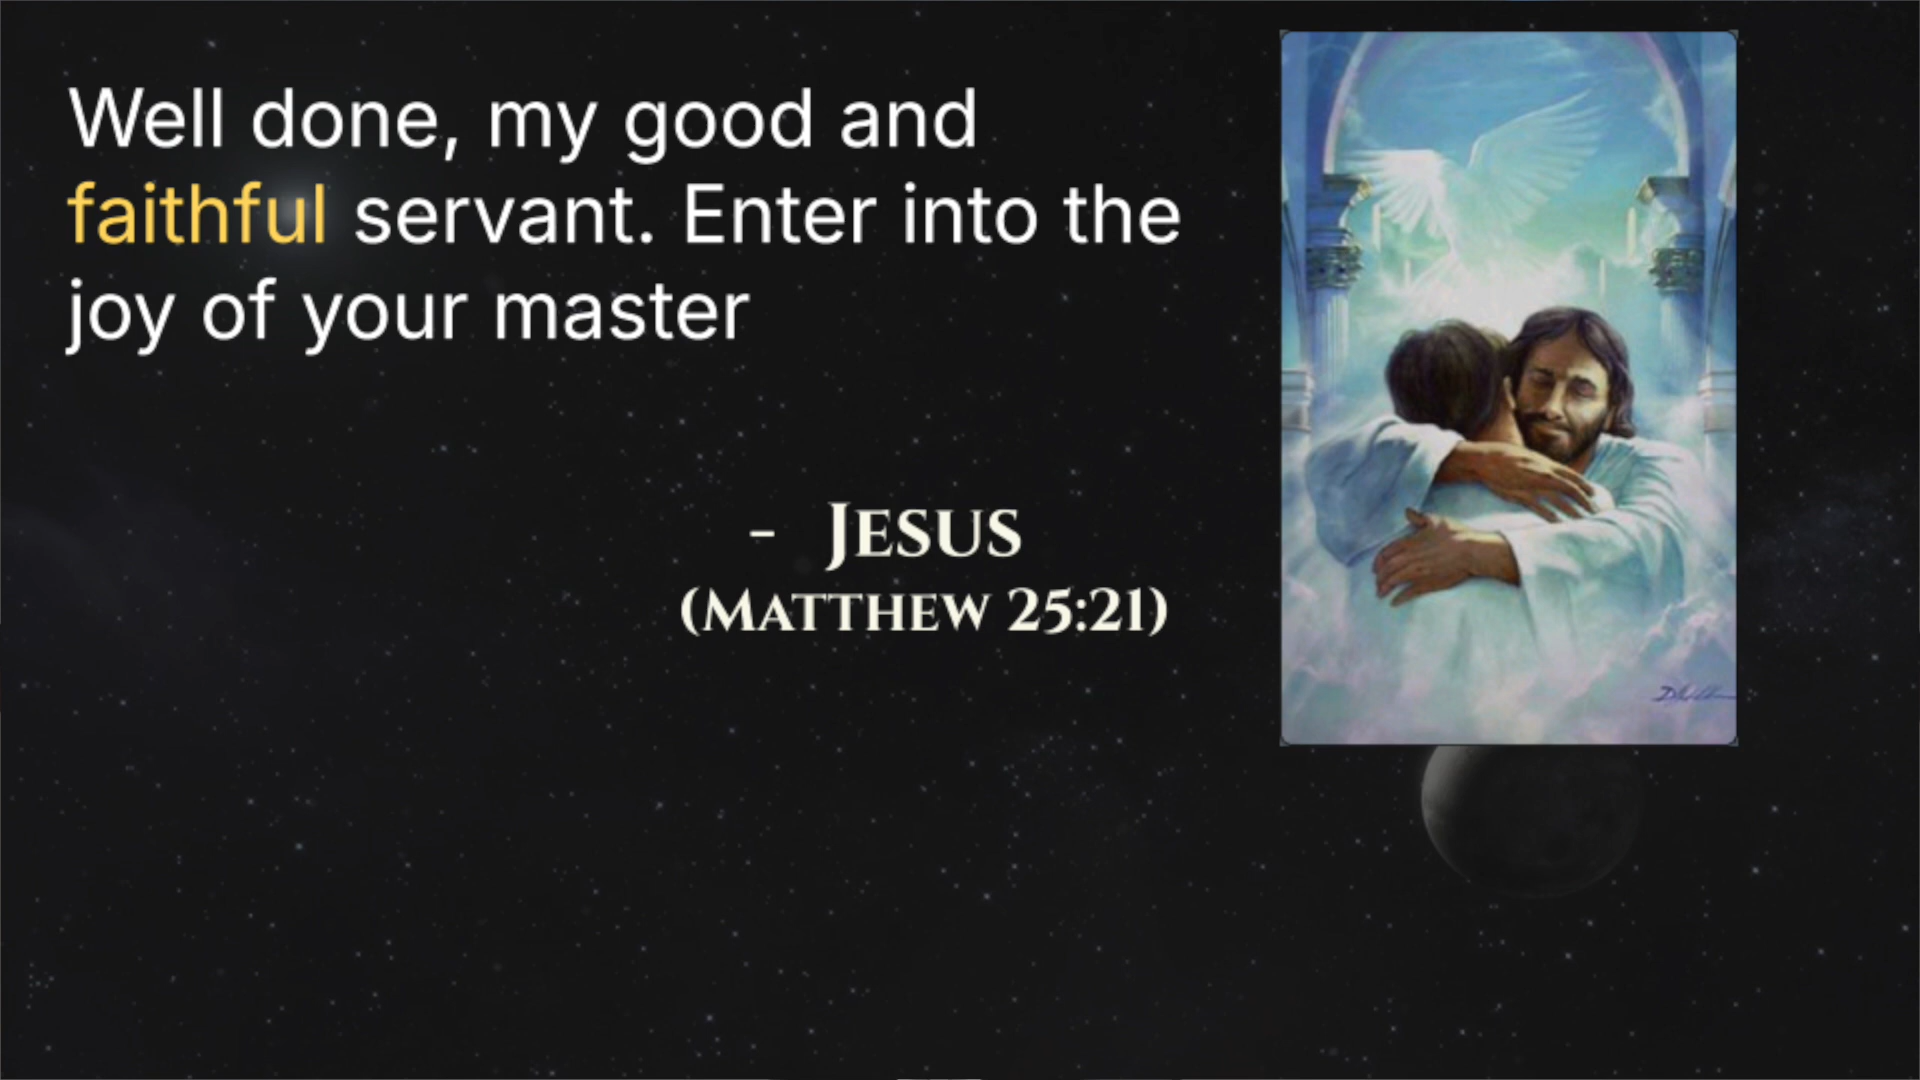 Well done, my good and
faithful servant. Enter into the
joy of your master
- Jesus
(Matthew 25:21)